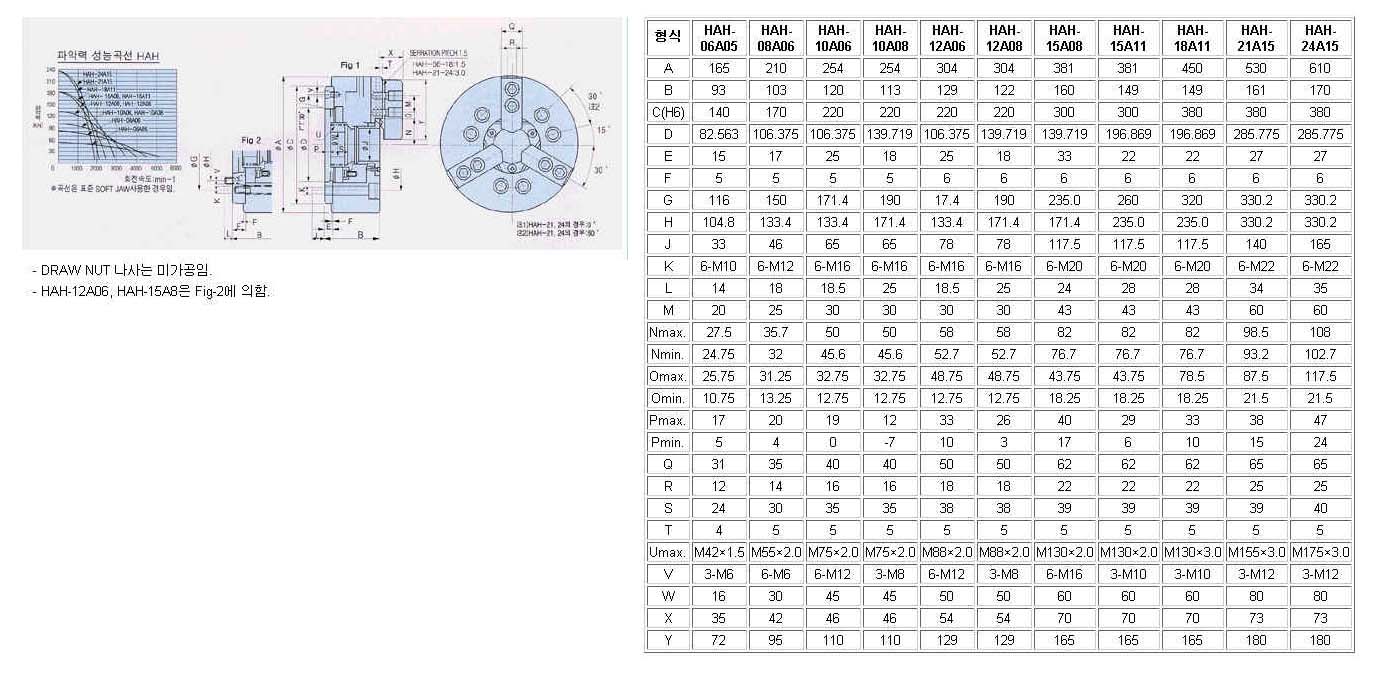 파악력 성능곡선 HAH
240
210
180
150
120
90
60
30
0 1000 2000 3000 4000 5000 6000
HAH-24A15
HAH-21A15
HAH-18A11
HAH-15A08, HAH-15A11
HAH-12A06, HAH-12A08
HAH-10A06, HAH-10A08
HAH-08A06
HAH-06A05
회전속도:min-1
※곡선은 표준 SOFT JAW사용한 경우임.
Fig 1
Fig 2
SERRATION PITCH 1.5
HAH-06-18:1.5
HAH-21-24:3.0
Q
R
X
T
30°
주2
15°
30°
주1)HAH-21, 24의 경우:0°
주2)HAH-21, 24의 경우:60°
- DRAW NUT 나사는 미가공임.
- HAH-12A06, HAH-15A8은 Fig-2에 의함.
형식 HAH-06A05 HAH-08A06 HAH-10A06 HAH-10A08 HAH-12A06 HAH-12A08 HAH-15A08 HAH-15A11 HAH-18A11 HAH-21A15 HAH-24A15
A 165 210 254 254 304 304 381 381 450 530 610
B 93 103 120 113 129 122 160 149 149 161 170
C(H6) 140 170 220 220 220 220 300 300 380 380 380
D 82.563 106.375 106.375 139.719 106.375 139.719 139.719 196.869 196.869 285.775 285.775
E 15 17 25 18 25 18 33 22 22 27 27
F 5 5 5 5 6 6 6 6 6 6 6
G 116 150 171.4 190 17.4 190 235.0 260 320 330.2 330.2
H 104.8 133.4 133.4 171.4 133.4 171.4 171.4 235.0 235.0 330.2 330.2
J 33 46 65 65 78 78 117.5 117.5 117.5 140 165
K 6-M10 6-M12 6-M16 6-M16 6-M16 6-M16 6-M20 6-M20 6-M20 6-M22 6-M22
L 14 18 18.5 25 18.5 25 24 28 28 34 35
M 20 25 30 30 30 30 43 43 43 60 60
Nmax. 27.5 35.7 50 50 58 58 82 82 82 98.5 108
Nmin. 24.75 32 45.6 45.6 52.7 52.7 76.7 76.7 76.7 93.2 102.7
Omax. 25.75 31.25 32.75 32.75 48.75 48.75 43.75 43.75 78.5 87.5 117.5
Omin. 10.75 13.25 12.75 12.75 12.75 12.75 18.25 18.25 18.25 21.5 21.5
Pmax. 17 20 19 12 33 26 40 29 33 38 47
Pmin. 5 4 0 -7 10 3 17 6 10 15 24
Q 31 35 40 40 50 50 62 62 62 65 65
R 12 14 16 16 18 18 22 22 22 25 25
S 24 30 35 35 38 38 39 39 39 39 40
T 4 5 5 5 5 5 5 5 5 5 5
Umax. M42×1.5 M55×2.0 M75×2.0 M75×2.0 M88×2.0 M88×2.0 M130×2.0 M130×2.0 M130×3.0 M155×3.0 M175×3.0
V 3-M6 6-M6 6-M12 3-M8 6-M12 3-M8 6-M16 3-M10 3-M10 3-M12 3-M12
W 16 30 45 45 50 50 60 60 60 80 80
X 35 42 46 46 54 54 70 70 70 73 73
Y 72 95 110 110 129 129 165 165 165 180 180